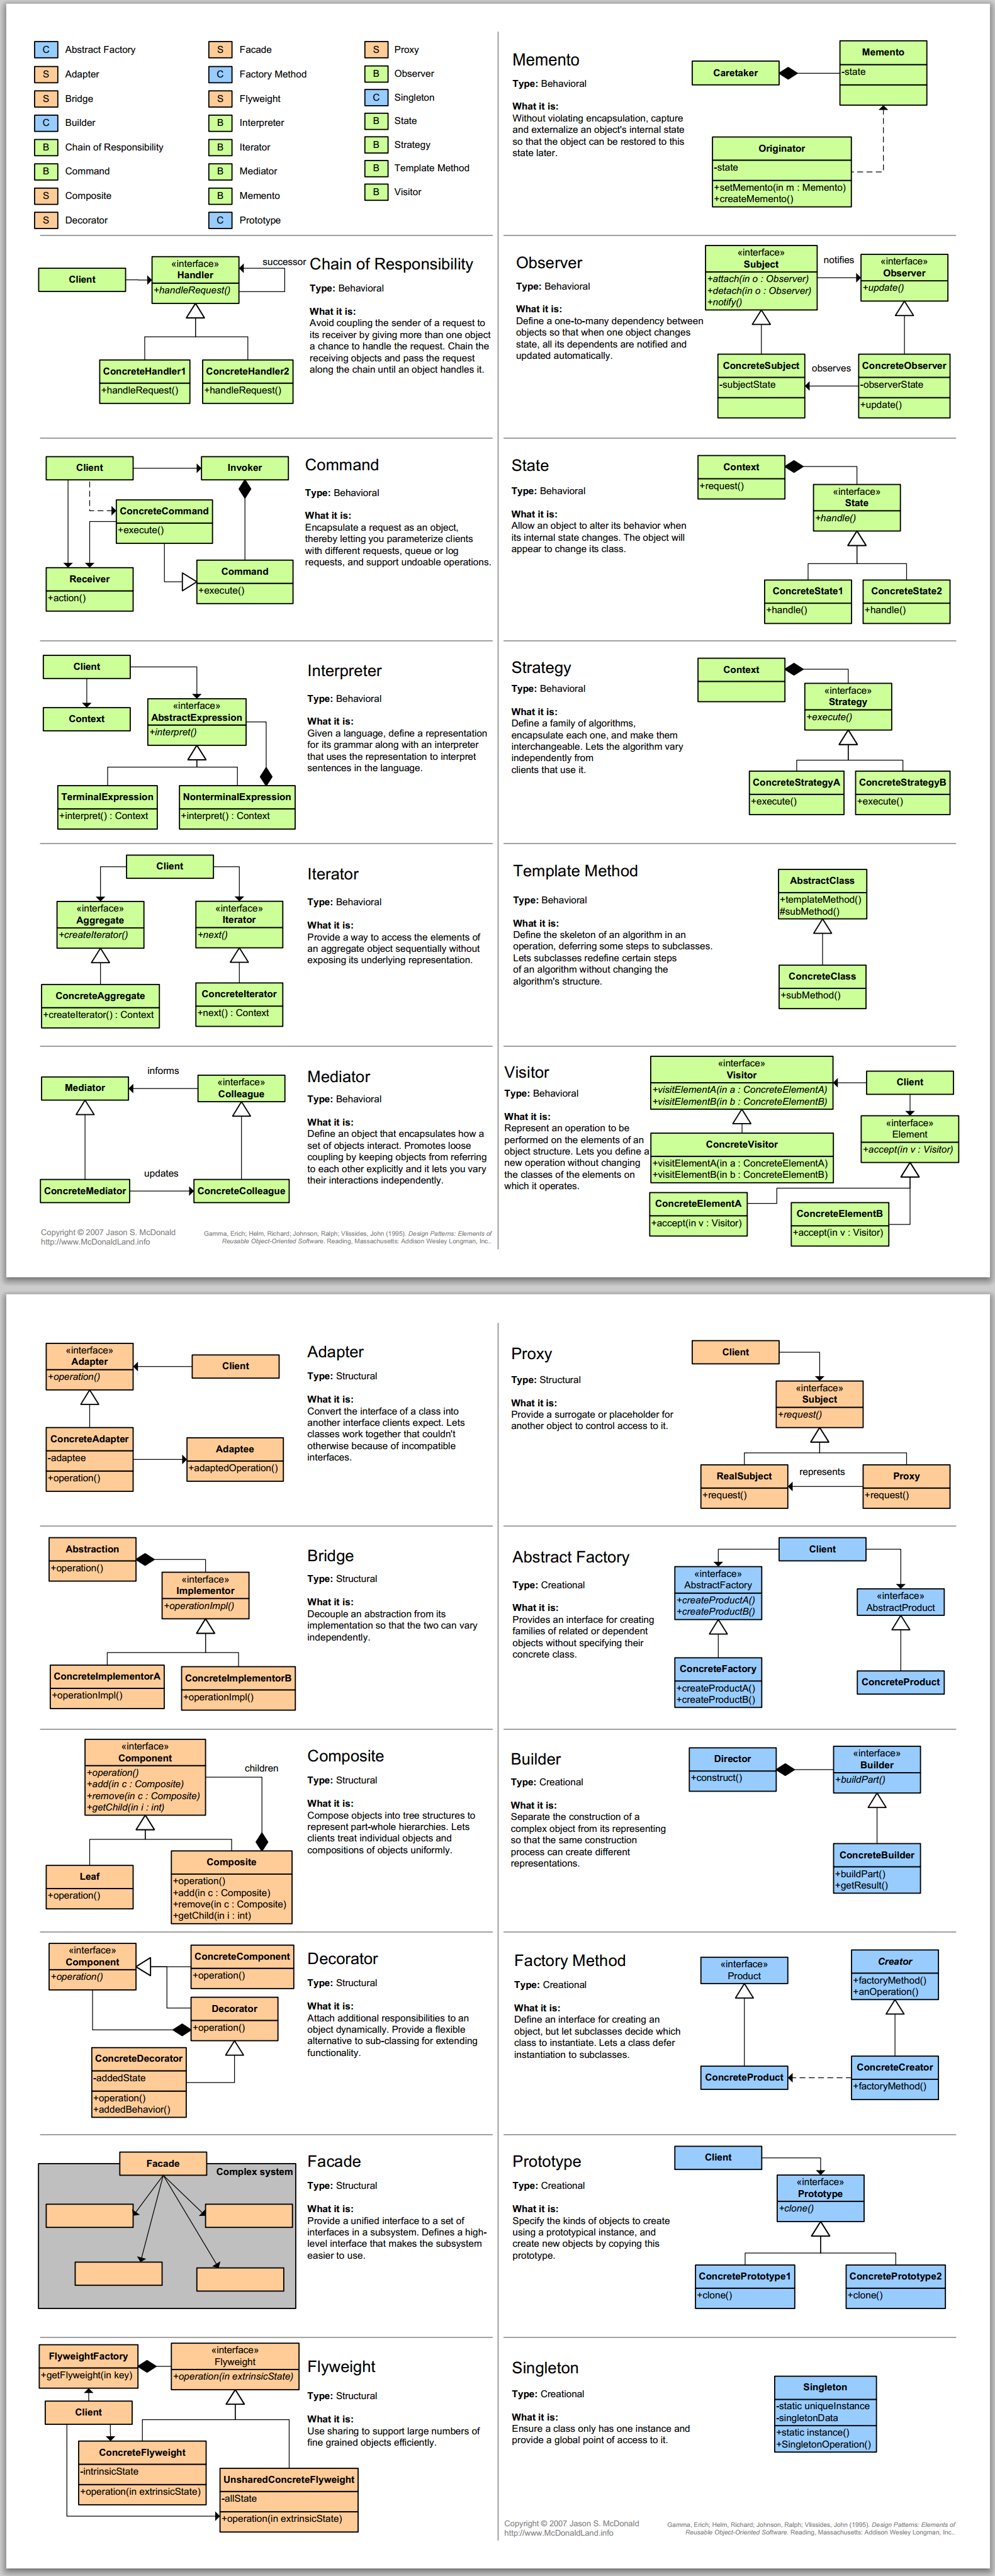 C Abstract Factory
S Adapter
S Bridge
C Builder
B Chain of Responsibility
B Command
S Composite
S Decorator
S Facade
C Factory Method
S Flyweight
B Interpreter
B Iterator
B Mediator
B Memento
C Prototype
S Proxy
B Observer
C Singleton
B State
B Strategy
B Template Method
B Visitor
Memento
Type: Behavioral
What it is:
Without violating encapsulation, capture
and externalize an object's internal state
so that the object can be restored to this
state later.
Caretaker
Memento
-state
Originator
-state
+setMemento(in m : Memento)
+createMemento()
Client
«interface»
Handler
+handleRequest()
successor
ConcreteHandler1
+handleRequest()
ConcreteHandler2
+handleRequest()
Chain of Responsibility
Type: Behavioral
What it is:
Avoid coupling the sender of a request to
its receiver by giving more than one object
a chance to handle the request. Chain the
receiving objects and pass the request
along the chain until an object handles it.
Observer
Type: Behavioral
What it is:
Define a one-to-many dependency between
objects so that when one object changes
state, all its dependents are notified and
updated automatically.
«interface»
Subject
+attach(in o : Observer)
+detach(in o : Observer)
+notify()
notifies
«interface»
Observer
+update()
ConcreteSubject
-subjectState
observes
ConcreteObserver
-observerState
+update()
Client
Invoker
ConcreteCommand
+execute()
Receiver
+action()
Command
+execute()
Command
Type: Behavioral
What it is:
Encapsulate a request as an object,
thereby letting you parameterize clients
with different requests, queue or log
requests, and support undoable operations.
State
Type: Behavioral
What it is:
Allow an object to alter its behavior when
its internal state changes. The object will
appear to change its class.
Context
+request()
«interface»
State
+handle()
ConcreteState1
+handle()
ConcreteState2
+handle()
Client
Context
«interface»
AbstractExpression
+interpret()
TerminalExpression
+interpret() : Context
NonterminalExpression
+interpret() : Context
Interpreter
Type: Behavioral
What it is:
Given a language, define a representation
for its grammar along with an interpreter
that uses the representation to interpret
sentences in the language.
Strategy
Type: Behavioral
What it is:
Define a family of algorithms,
encapsulate each one, and make them
interchangeable. Lets the algorithm vary
independently from
clients that use it.
Context
«interface»
Strategy
+execute()
ConcreteStrategyA
+execute()
ConcreteStrategyB
+execute()
Client
«interface»
Aggregate
+createIterator()
«interface»
Iterator
+next()
ConcreteAggregate
+createIterator() : Context
ConcreteIterator
+next() : Context
Iterator
Type: Behavioral
What it is:
Provide a way to access the elements of
an aggregate object sequentially without
exposing its underlying representation.
Template Method
Type: Behavioral
What it is:
Define the skeleton of an algorithm in an
operation, deferring some steps to subclasses.
Lets subclasses redefine certain steps
of an algorithm without changing the
algorithm's structure.
AbstractClass
+templateMethod()
#subMethod()
ConcreteClass
+subMethod()
Mediator
informs
«interface»
Colleague
ConcreteMediator
updates
ConcreteColleague
Mediator
Type: Behavioral
What it is:
Define an object that encapsulates how a
set of objects interact. Promotes loose
coupling by keeping objects from referring
to each other explicitly and it lets you vary
their interactions independently.
Visitor
Type: Behavioral
What it is:
Represent an operation to be
performed on the elements of an
object structure. Lets you define a
new operation without changing
the classes of the elements on
which it operates.
«interface»
Visitor
+visitElementA(in a : ConcreteElementA)
+visitElementB(in b : ConcreteElementB)
Client
«interface»
Element
+accept(in v : Visitor)
ConcreteVisitor
+visitElementA(in a : ConcreteElementA)
+visitElementB(in b : ConcreteElementB)
ConcreteElementA
+accept(in v : Visitor)
ConcreteElementB
+accept(in v : Visitor)
Copyright © 2007 Jason S. McDonald
http://www.McDonaldLand.info
Gamma, Erich; Helm, Richard; Johnson, Ralph; Vlissides, John (1995). Design Patterns: Elements of
Reusable Object-Oriented Software. Reading, Massachusetts: Addison Wesley Longman, Inc..
«interface»
Adapter
+operation()
Client
ConcreteAdapter
-adaptee
+operation()
Adaptee
+adaptedOperation()
Adapter
Type: Structural
What it is:
Convert the interface of a class into
another interface clients expect. Lets
classes work together that couldn't
otherwise because of incompatible
interfaces.
Proxy
Type: Structural
What it is:
Provide a surrogate or placeholder for
another object to control access to it.
Client
«interface»
Subject
+request()
RealSubject
+request()
represents
Proxy
+request()
Abstraction
+operation()
«interface»
Implementor
+operationImpl()
ConcreteImplementorA
+operationImpl()
ConcreteImplementorB
+operationImpl()
Bridge
Type: Structural
What it is:
Decouple an abstraction from its
implementation so that the two can vary
independently.
Abstract Factory
Type: Creational
What it is:
Provides an interface for creating
families of related or dependent
objects without specifying their
concrete class.
Client
«interface»
AbstractFactory
+createProductA()
+createProductB()
«interface»
AbstractProduct
ConcreteFactory
+createProductA()
+createProductB()
ConcreteProduct
«interface»
Component
+operation()
+add(in c : Composite)
+remove(in c : Composite)
+getChild(in i : int)
children
Leaf
+operation()
Composite
+operation()
+add(in c : Composite)
+remove(in c : Composite)
+getChild(in i : int)
Composite
Type: Structural
What it is:
Compose objects into tree structures to
represent part-whole hierarchies. Lets
clients treat individual objects and
compositions of objects uniformly.
Builder
Type: Creational
What it is:
Separate the construction of a
complex object from its representing
so that the same construction
process can create different
representations.
Director
+construct()
«interface»
Builder
+buildPart()
ConcreteBuilder
+buildPart()
+getResult()
«interface»
Component
+operation()
ConcreteComponent
+operation()
Decorator
+operation()
ConcreteDecorator
-addedState
+operation()
+addedBehavior()
Decorator
Type: Structural
What it is:
Attach additional responsibilities to an
object dynamically. Provide a flexible
alternative to sub-classing for extending
functionality.
Factory Method
Type: Creational
What it is:
Define an interface for creating an
object, but let subclasses decide which
class to instantiate. Lets a class defer
instantiation to subclasses.
«interface»
Product
Creator
+factoryMethod()
+anOperation()
ConcreteProduct
ConcreteCreator
+factoryMethod()
Facade
Complex system
Facade
Type: Structural
What it is:
Provide a unified interface to a set of
interfaces in a subsystem. Defines a high-
level interface that makes the subsystem
easier to use.
Prototype
Type: Creational
What it is:
Specify the kinds of objects to create
using a prototypical instance, and
create new objects by copying this
prototype.
Client
«interface»
Prototype
+clone()
ConcretePrototype1
+clone()
ConcretePrototype2
+clone()
FlyweightFactory
+getFlyweight(in key)
«interface»
Flyweight
+operation(in extrinsicState)
Client
ConcreteFlyweight
-intrinsicState
+operation(in extrinsicState)
UnsharedConcreteFlyweight
-allState
+operation(in extrinsicState)
Flyweight
Type: Structural
What it is:
Use sharing to support large numbers of
fine grained objects efficiently.
Singleton
Type: Creational
What it is:
Ensure a class only has one instance and
provide a global point of access to it.
Singleton
-static uniqueInstance
-singletonData
+static instance()
+SingletonOperation()
Copyright © 2007 Jason S. McDonald
http://www.McDonaldLand.info
Gamma, Erich; Helm, Richard; Johnson, Ralph; Vlissides, John (1995). Design Patterns: Elements of
Reusable Object-Oriented Software. Reading, Massachusetts: Addison Wesley Longman, Inc..